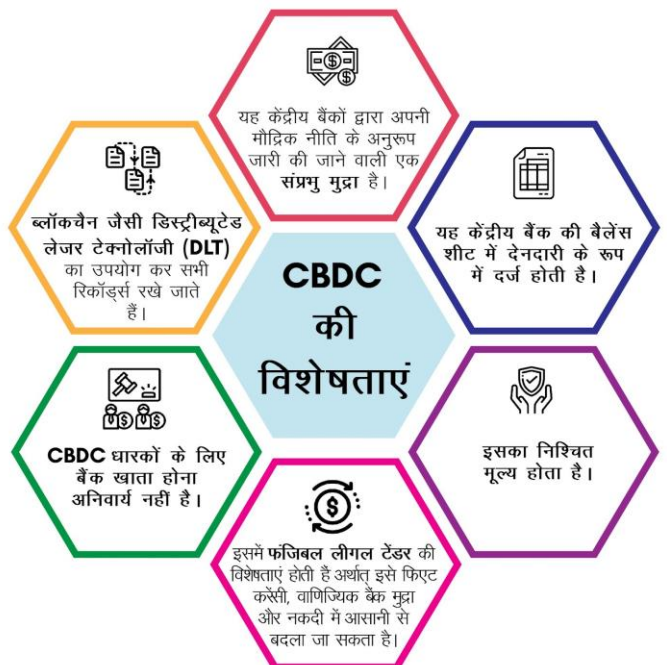 यह केंद्रीय बैंकों द्वारा अपनी
मौद्रिक नीति के अनुरूप
जारी की जाने वाली एक
संप्रभु मुद्रा है।
ब्लॉकचैन जैसी डिस्ट्रीब्यूटेड
लेजर टेक्नोलॉजी (DLT)
का उपयोग कर सभी
रिकॉर्ड्स रखे जाते
हैं।
यह केंद्रीय बैंक की बैलेंस
शीट में देनदारी के रूप
में दर्ज होती है।
CBDC
की
विशेषताएं
CBDC धारकों के लिए
बैंक खाता होना
अनिवार्य नहीं है।
इसका निश्चित
मूल्य होता है।
इसमें फंजिबल लीगल टेंडर की
विशेषताएं होती हैं अर्थात् इसे फिएट
करेंसी, वाणिज्यिक बैंक मुद्रा
और नकदी में आसानी से
बदला जा सकता है।